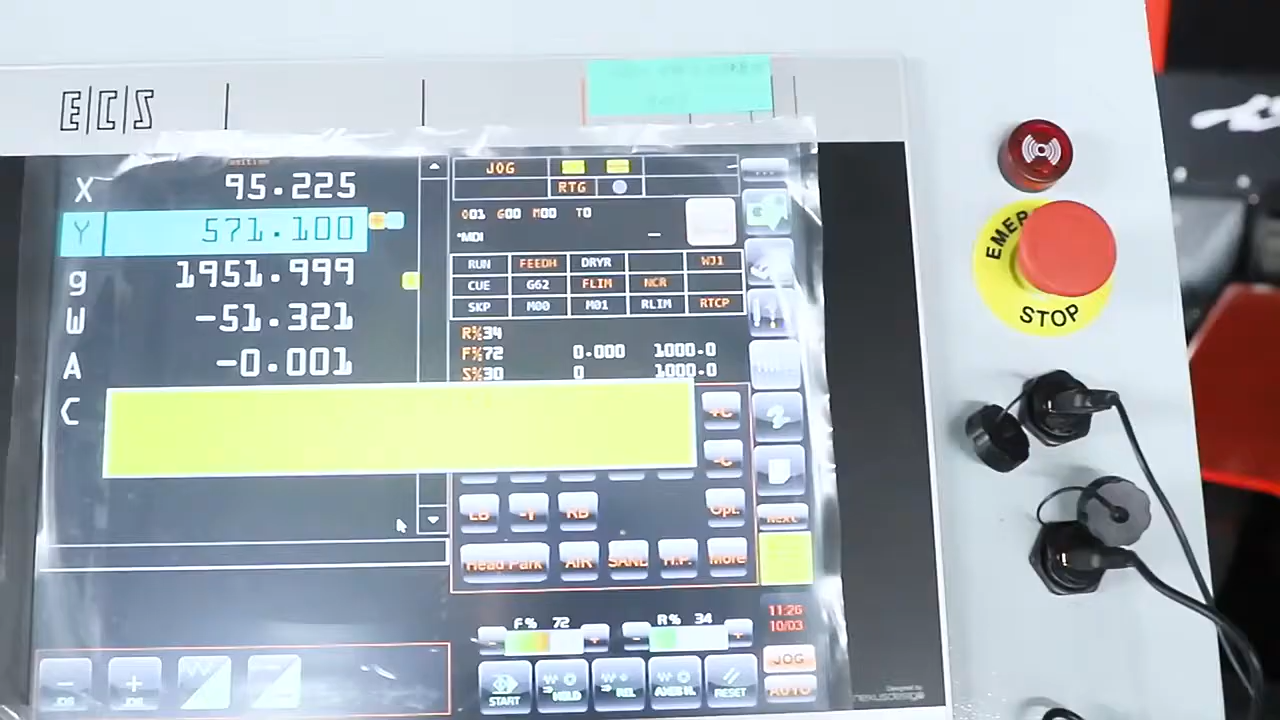 E|C|S
X 95.225
Y 571.100
g 1951.999
W -51.321
A -0.001
C
JOG
RTG
G00 M00 T0
*MDI
RUN FEEDH DRYR WJ1
CUE G62 FLIM NCR
SKP M00 M01 RLIM RTCP
R%34
F%72 0.000 1000.0
S%30 0 1000.0
+C
-C
LB -Y RB Opt.
Next
Head Park AIR SAND H.P. More
F% 72 R% 34
11:26
10/03
JOG
AUTO
START HOLD REL RESET
EMER
STOP